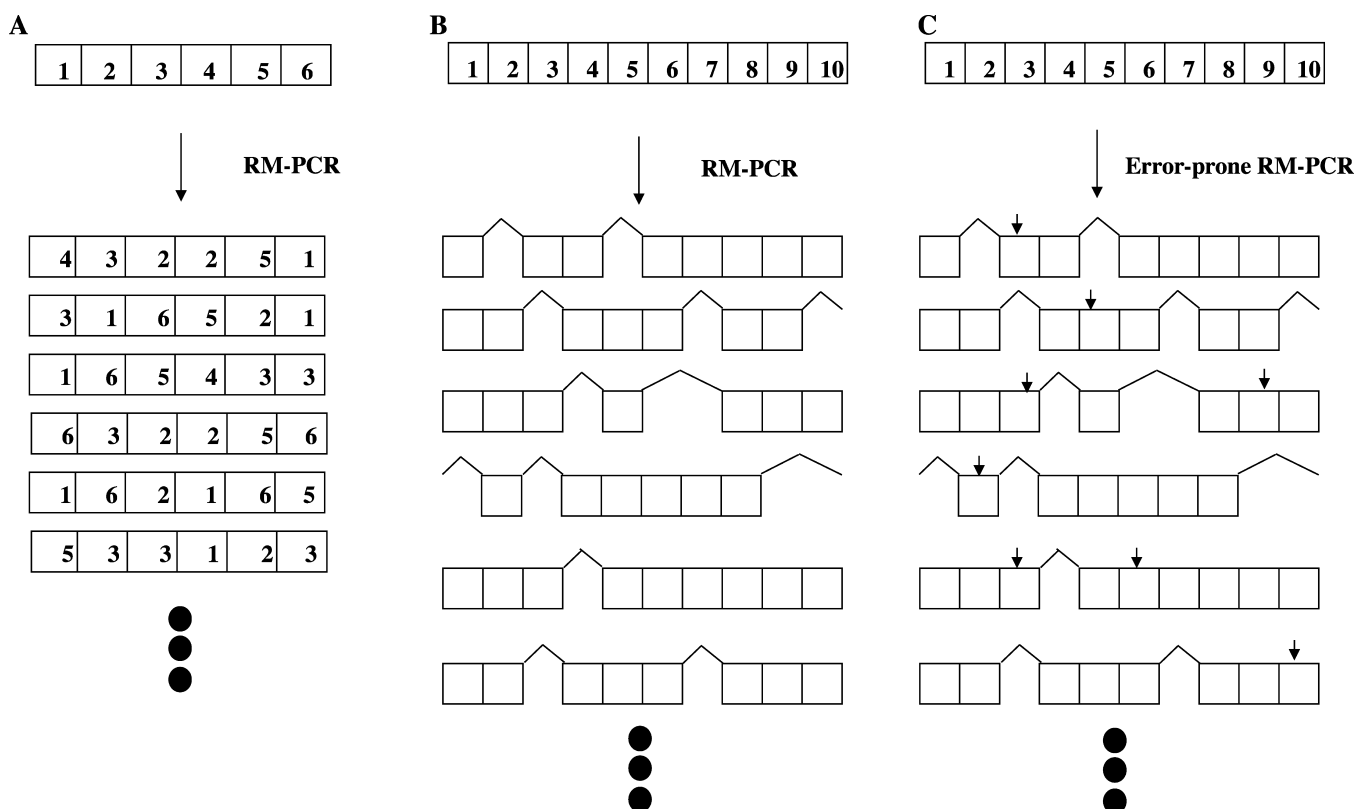 A
1 2 3 4 5 6
RM-PCR
4 3 2 2 5 1
3 1 6 5 2 1
1 6 5 4 3 3
6 3 2 2 5 6
1 6 2 1 6 5
5 3 3 1 2 3
B
1 2 3 4 5 6 7 8 9 10
RM-PCR
C
1 2 3 4 5 6 7 8 9 10
Error-prone RM-PCR